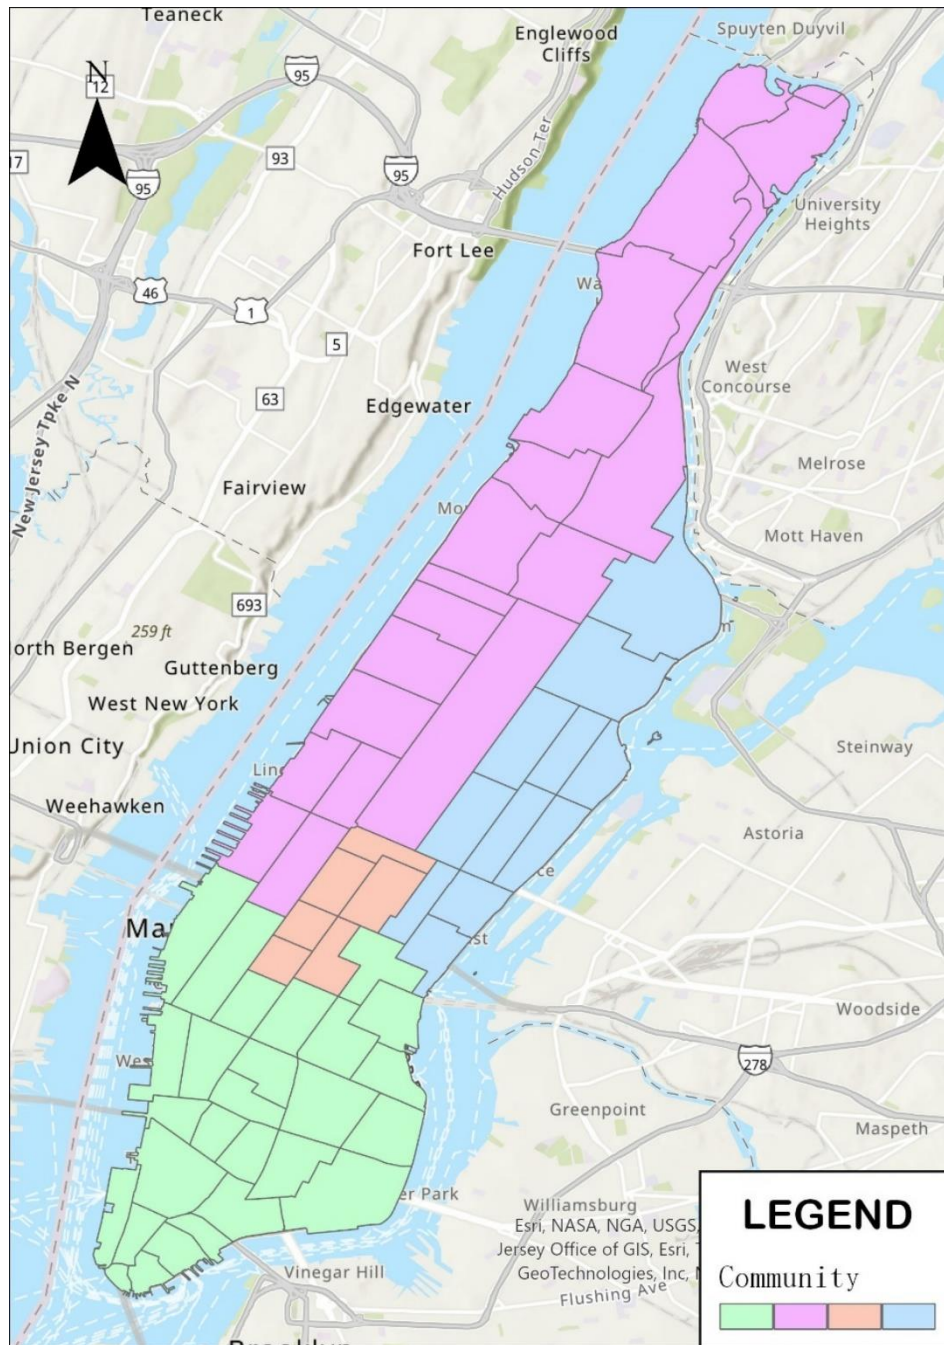 Teaneck
Spuyten Duyvil
Englewood
Cliffs
N
12
95
95
95
17
93
Hudson Ter
University
Heights
Fort Lee
46
1
5
63
West
Concourse
New Jersey Tpke N
Edgewater
Melrose
Fairview
Mott Haven
693
259 ft
orth Bergen
Guttenberg
West New York
Union City
Steinway
Weehawken
Astoria
Woodside
278
Greenpoint
Maspeth
er Park
Williamsburg
Esri, NASA, NGA, USGS,
Jersey Office of GIS, Esri,
GeoTechnologies, Inc,
Vinegar Hill
Flushing Ave
LEGEND
Community